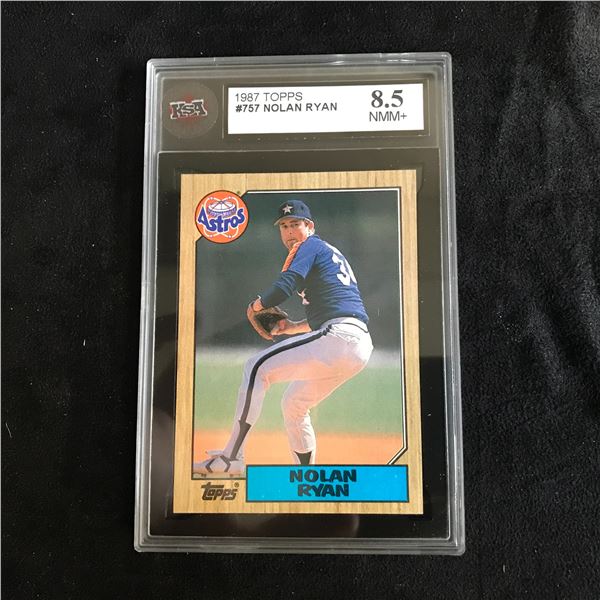 KSA
1987 TOPPS
#757 NOLAN RYAN
8.5
NMM+
Astros
topps®
NOLAN
RYAN